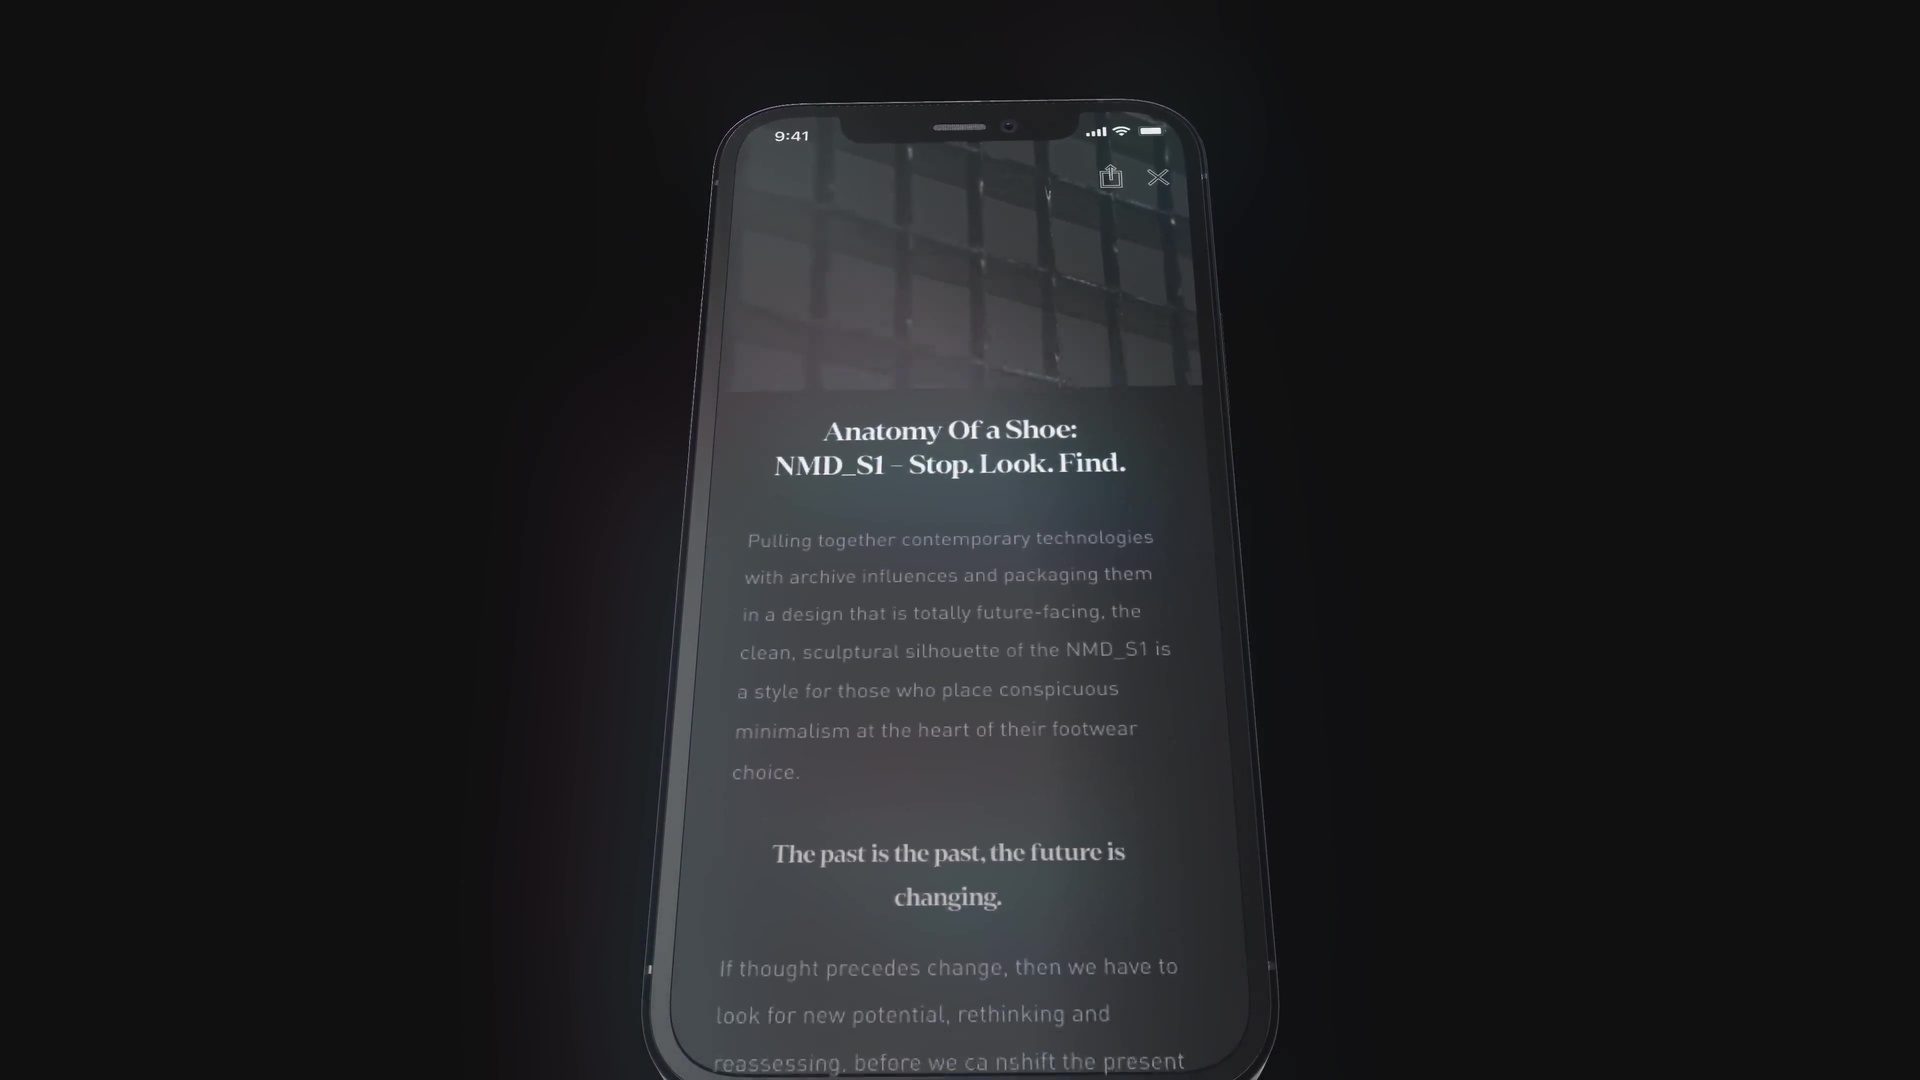 9:41
Anatomy Of a Shoe:
NMD_S1 – Stop. Look. Find.
Pulling together contemporary technologies
with archive influences and packaging them
in a design that is totally future-facing, the
clean, sculptural silhouette of the NMD_S1 is
a style for those who place conspicuous
minimalism at the heart of their footwear
choice.
The past is the past, the future is
changing.
If thought precedes change, then we have to
look for new potential, rethinking and
reassessing, before we ca nshift the present